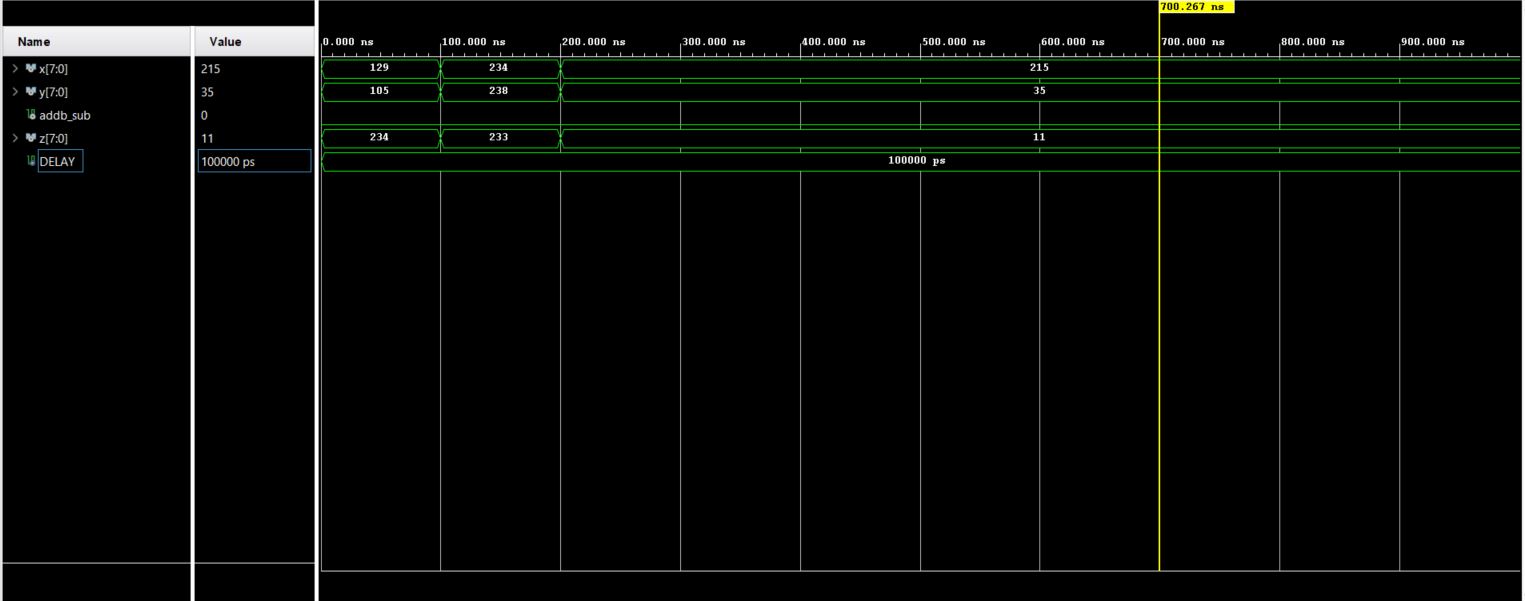 700.267 ns
Name Value
0.000 ns 100.000 ns 200.000 ns 300.000 ns 400.000 ns 500.000 ns 600.000 ns 700.000 ns 800.000 ns 900.000 ns
x[7:0] 215 129 234 215
y[7:0] 35 105 238 35
addb_sub 0
z[7:0] 11 234 233 11
DELAY 100000 ps 100000 ps